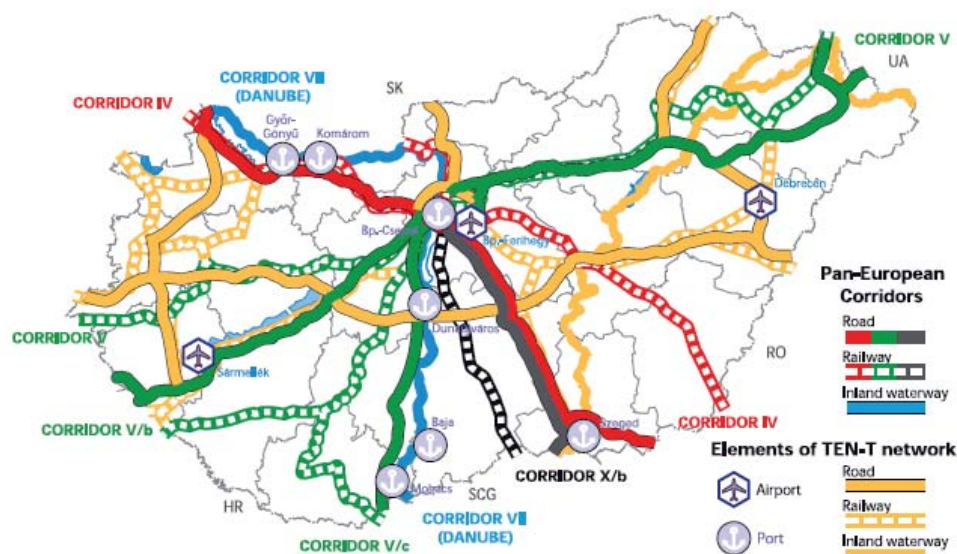 CORRIDOR V
UA
CORRIDOR VII
(DANUBE)
SK
CORRIDOR IV
Győr-
Gönyű
Komárom
Debrecen
Bp.-Csepel
Bp.-Ferihegy
Pan-European
Corridors
Road
Railway
Inland waterway
CORRIDOR V
Dunaújváros
Sármellék
RO
CORRIDOR V/b
CORRIDOR IV
Szeged
Baja
Elements of TEN-T network
CORRIDOR X/b
Mohács
SCG
HR
Airport
Road
Railway
CORRIDOR VII
(DANUBE)
CORRIDOR V/c
Port
Inland waterway